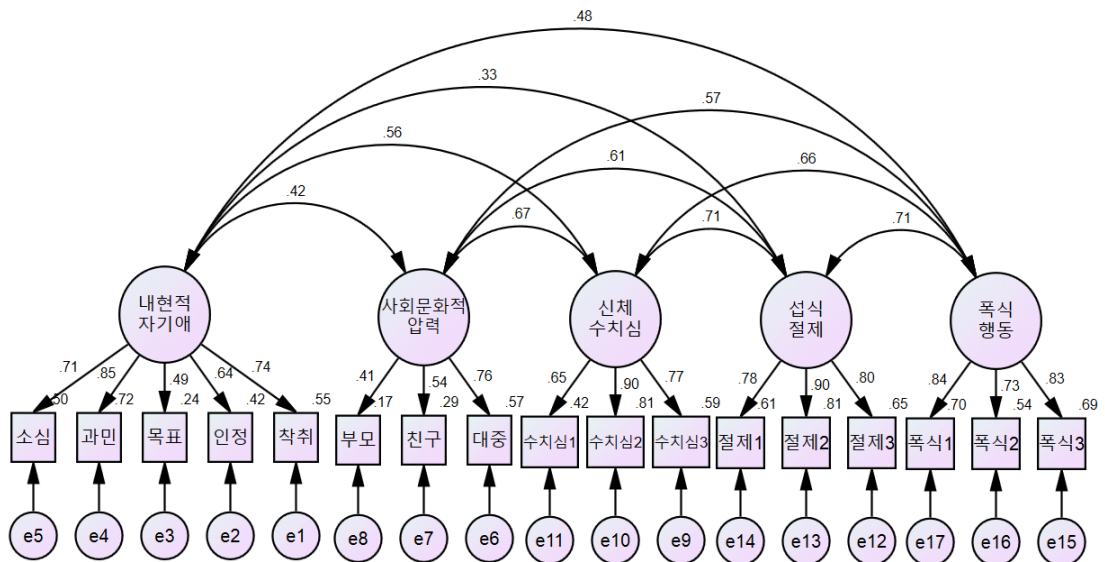 .48
.33
.57
.56
.61
.66
.42
.67
.71
.71
내현적
자기애
사회문화적
압력
신체
수치심
섭식
절제
폭식
행동
.71
.85
.49
.64
.74
.41
.54
.76
.65
.90
.77
.78
.90
.80
.84
.73
.83
.50
.72
.24
.42
.55
.17
.29
.57
.42
.81
.59
.61
.81
.65
.70
.54
.69
소심
과민
목표
인정
착취
부모
친구
대중
수치심1
수치심2
수치심3
절제1
절제2
절제3
폭식1
폭식2
폭식3
e5
e4
e3
e2
e1
e8
e7
e6
e11
e10
e9
e14
e13
e12
e17
e16
e15